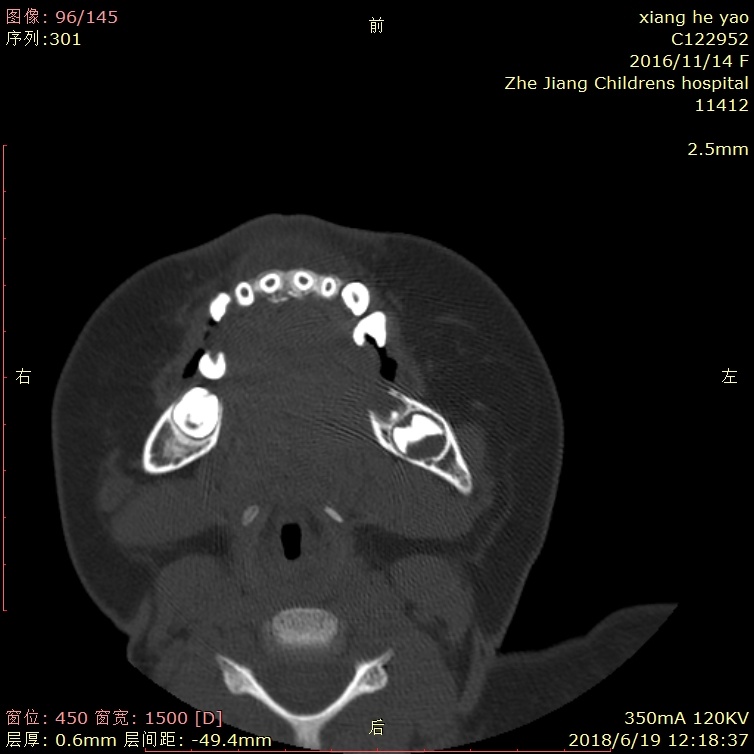 图像: 96/145
序列:301
前
xiang he yao
C122952
2016/11/14 F
Zhe Jiang Childrens hospital
11412
2.5mm
右
左
窗位: 450 窗宽: 1500 [D]
层厚: 0.6mm 层间距: -49.4mm
后
350mA 120KV
2018/6/19 12:18:37